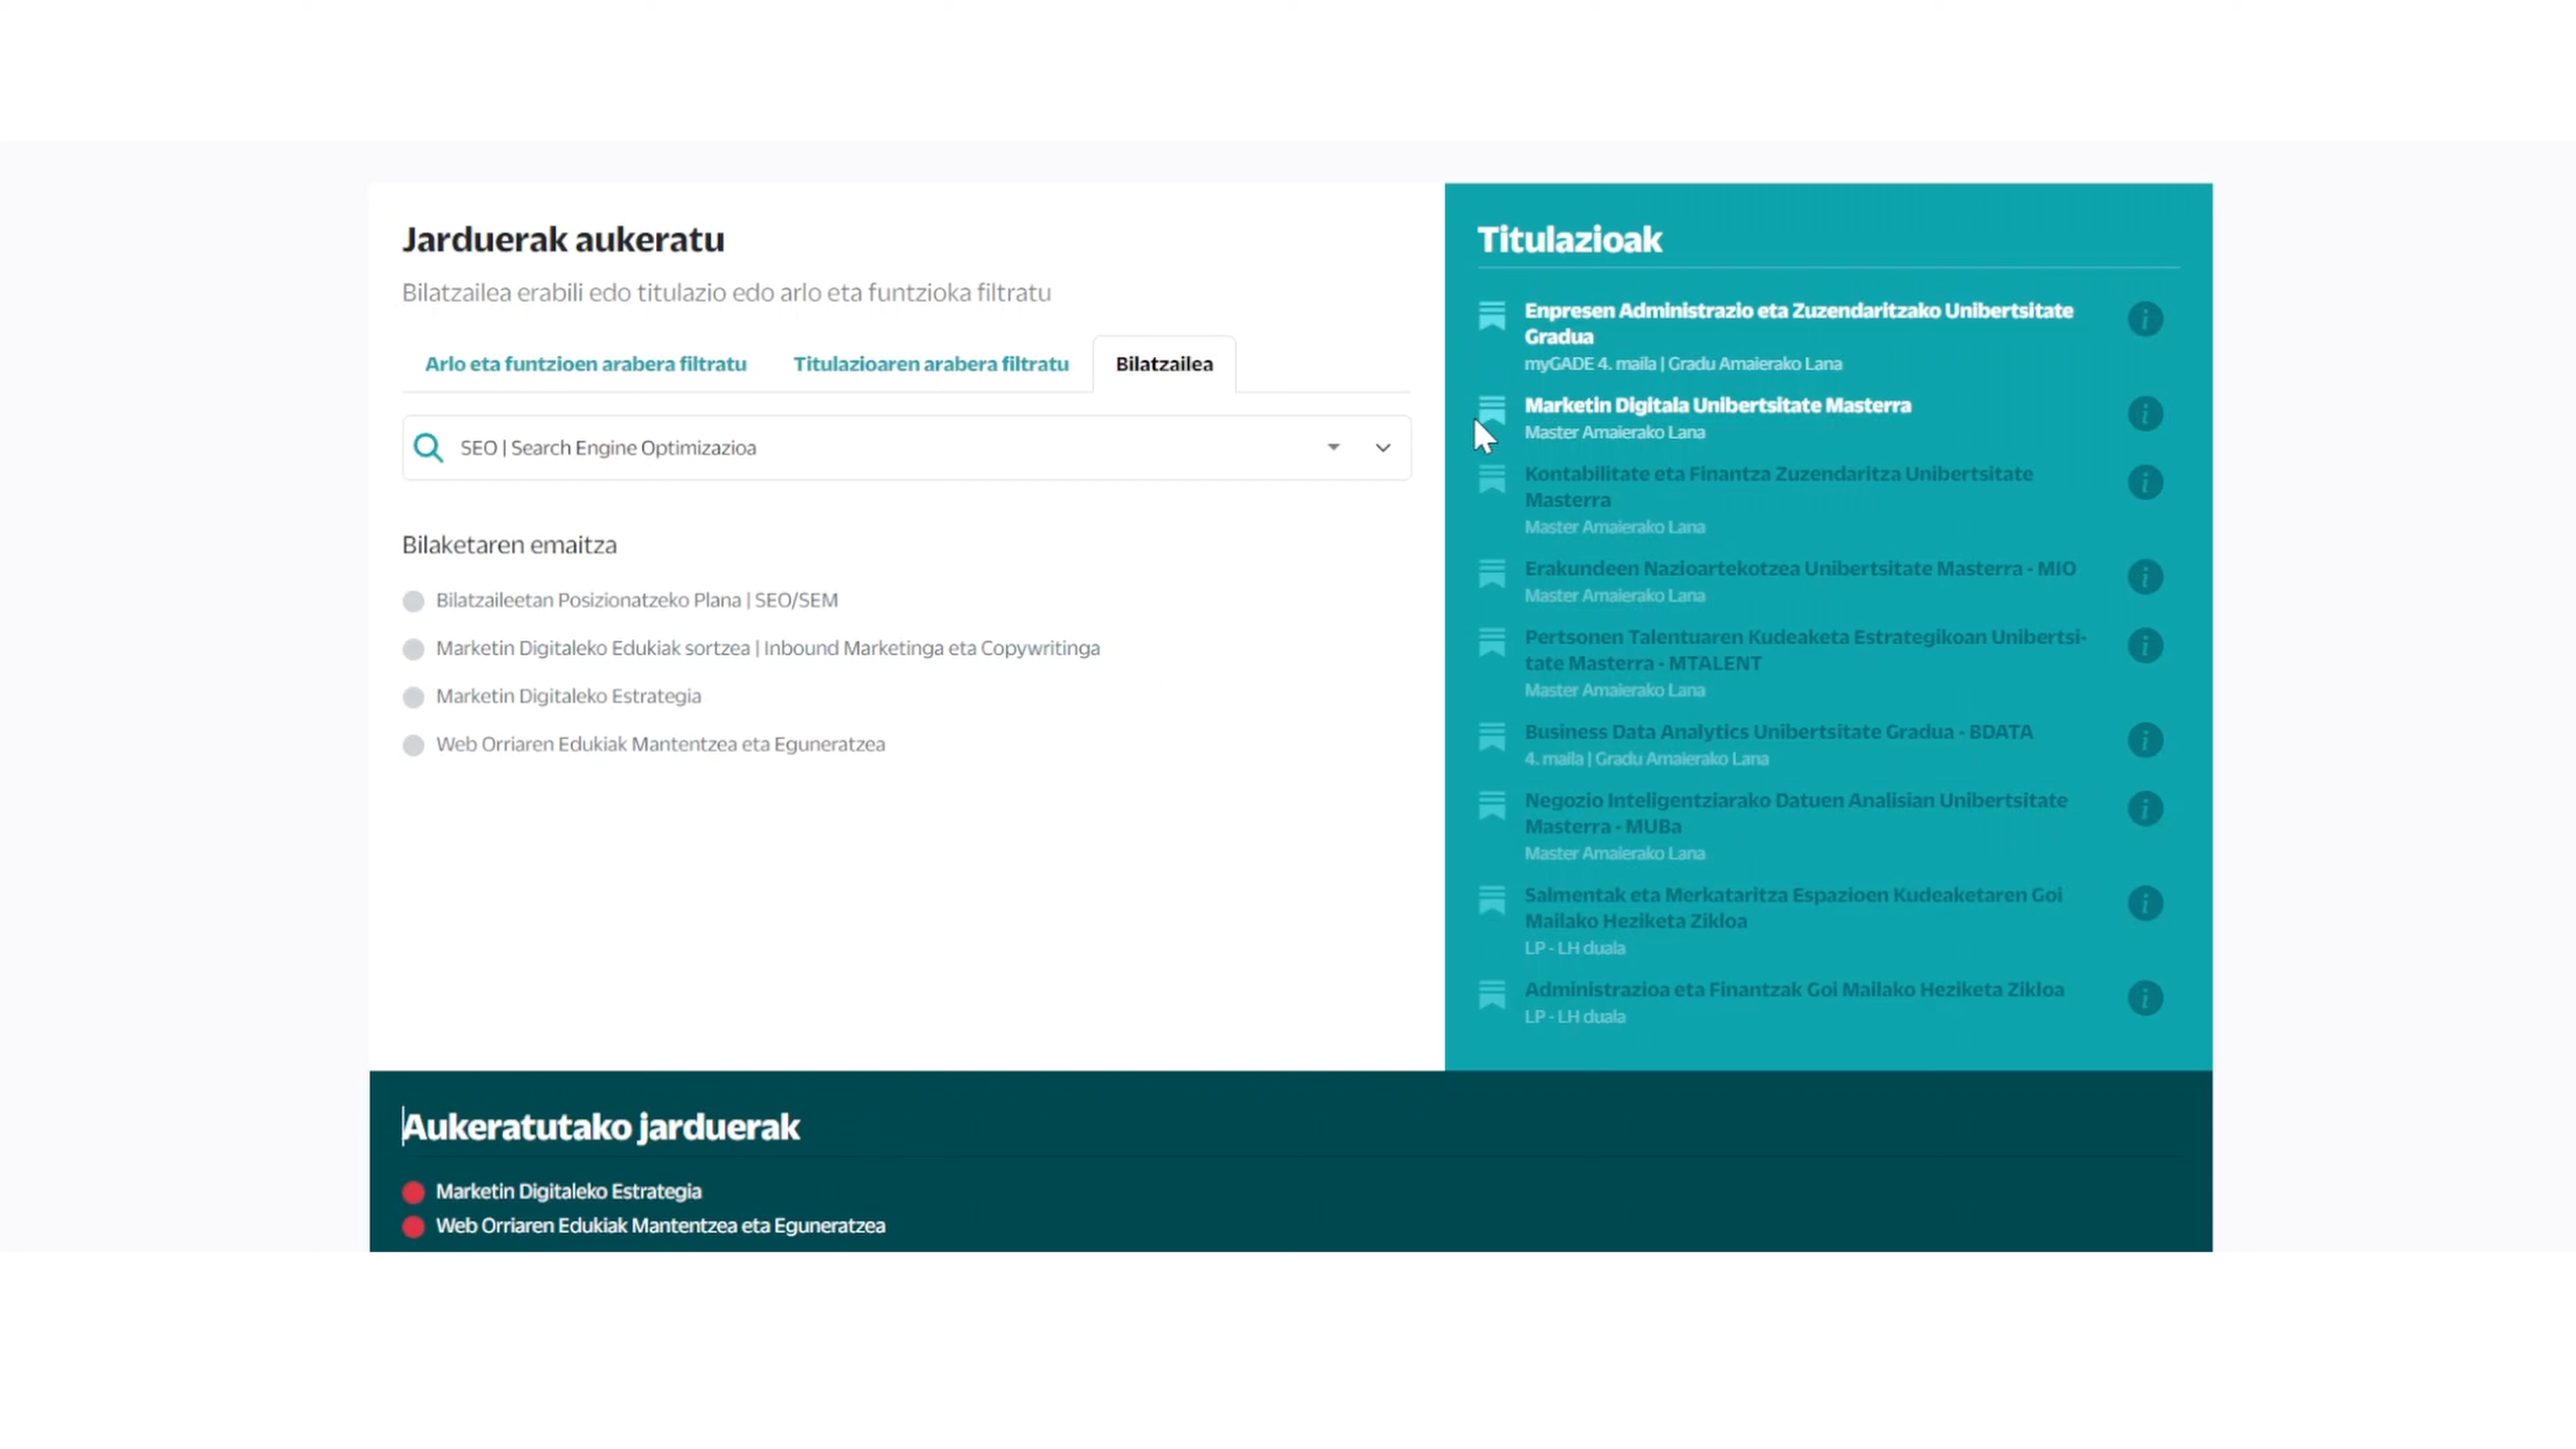 Jarduerak aukeratu
Bilatzailea erabili edo titulazio edo arlo eta funtzioka filtratu
Arlo eta funtzioen arabera filtratu
Titulazioaren arabera filtratu
Bilatzailea
SEO | Search Engine Optimizazioa
Bilaketaren emaitza
Bilatzaileetan Posizionatzeko Plana | SEO/SEM
Marketin Digitaleko Edukiak sortzea | Inbound Marketinga eta Copywritinga
Marketin Digitaleko Estrategia
Web Orriaren Edukiak Mantentzea eta Eguneratzea
Titulazioak
Enpresen Administrazio eta Zuzendaritzako Unibertsitate
Gradua
myGADE 4. maila | Gradu Amaierako Lana
Marketin Digitala Unibertsitate Masterra
Master Amaierako Lana
Kontabilitate eta Finantza Zuzendaritza Unibertsitate
Masterra
Master Amaierako Lana
Erakundeen Nazioartekotzea Unibertsitate Masterra - MIO
Master Amaierako Lana
Pertsonen Talentuaren Kudeaketa Estrategikoan Unibertsi-
tate Masterra - MTALENT
Master Amaierako Lana
Business Data Analytics Unibertsitate Gradua - BDATA
4. maila | Gradu Amaierako Lana
Negozio Inteligentziarako Datuen Analisian Unibertsitate
Masterra - MUBa
Master Amaierako Lana
Salmentak eta Merkataritza Espazioen Kudeaketaren Goi
Mailako Heziketa Zikloa
LP - LH duala
Administrazioa eta Finantzak Goi Mailako Heziketa Zikloa
LP - LH duala
Aukeratutako jarduerak
Marketin Digitaleko Estrategia
Web Orriaren Edukiak Mantentzea eta Eguneratzea